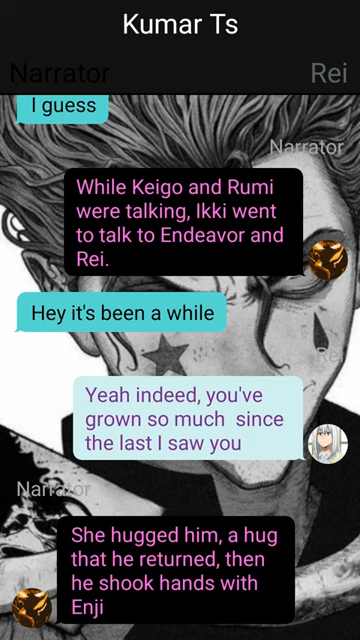 Kumar Ts
Narrator
Rei
I guess
Narrator
While Keigo and Rumi
were talking, Ikki went
to talk to Endeavor and
Rei.
Hey it's been a while
Rei
Yeah indeed, you've
grown so much since
the last I saw you
Narrator
She hugged him, a hug
that he returned, then
he shook hands with
Enji